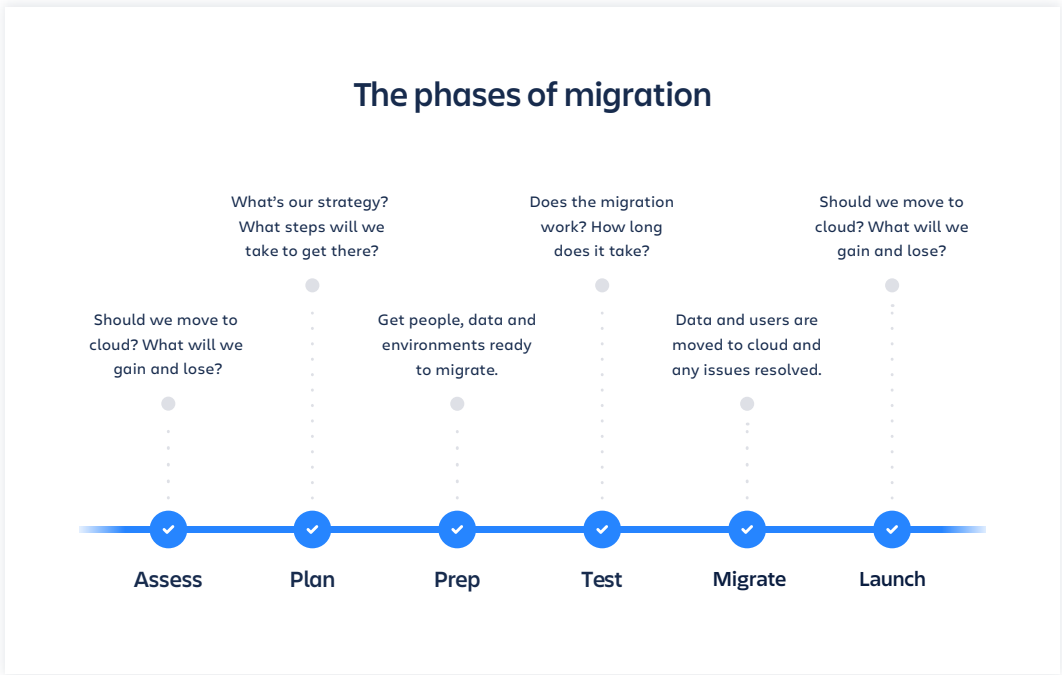 The phases of migration
What's our strategy?
What steps will we
take to get there?
Does the migration
work? How long
does it take?
Should we move to
cloud? What will we
gain and lose?
Should we move to
cloud? What will we
gain and lose?
Get people, data and
environments ready
to migrate.
Data and users are
moved to cloud and
any issues resolved.
Assess
Plan
Prep
Test
Migrate
Launch